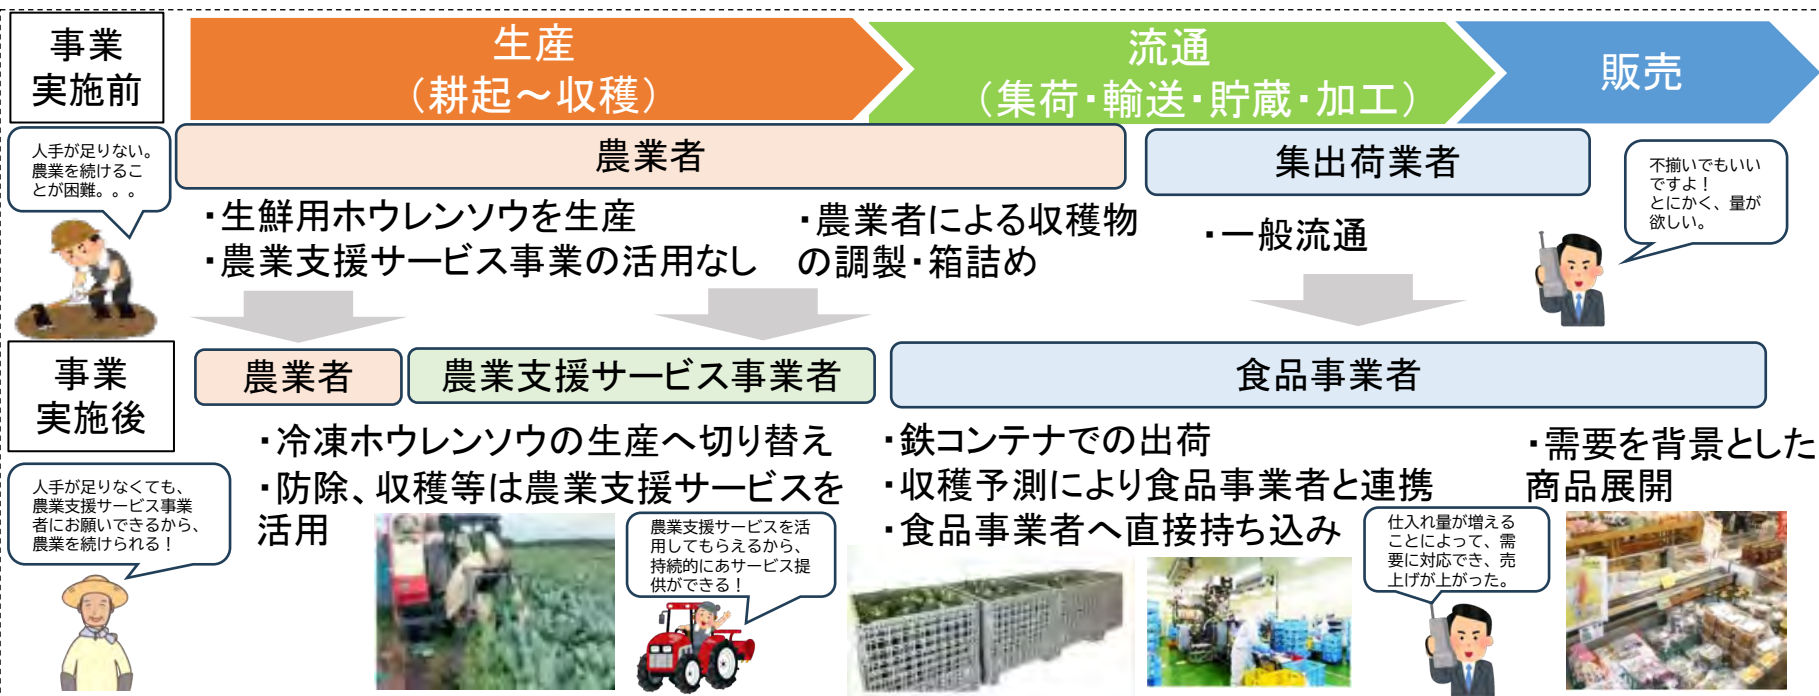 事業
実施前
生産
（耕起～収穫）
流通
（集荷・輸送・貯蔵・加工）
販売
人手が足りない。
農業を続けるこ
とが困難。。。
農業者
集出荷業者
不揃いでもいい
ですよ！
とにかく、量が
欲しい。
・生鮮用ホウレンソウを生産
・農業支援サービス事業の活用なし
・農業者による収穫物
の調製・箱詰め
・一般流通
事業
実施後
農業者
農業支援サービス事業者
食品事業者
人手が足りなくても、
農業支援サービス事業
者にお願いできるから、
農業を続けられる！
・冷凍ホウレンソウの生産へ切り替え
・防除、収穫等は農業支援サービスを
活用
農業支援サービスを活
用してもらえるから、
持続的にあサービス提
供ができる！
・鉄コンテナでの出荷
・収穫予測により食品事業者と連携
・食品事業者へ直接持ち込み
仕入れ量が増える
ことによって、需
要に対応でき、売
上げが上がった。
・需要を背景とした
商品展開